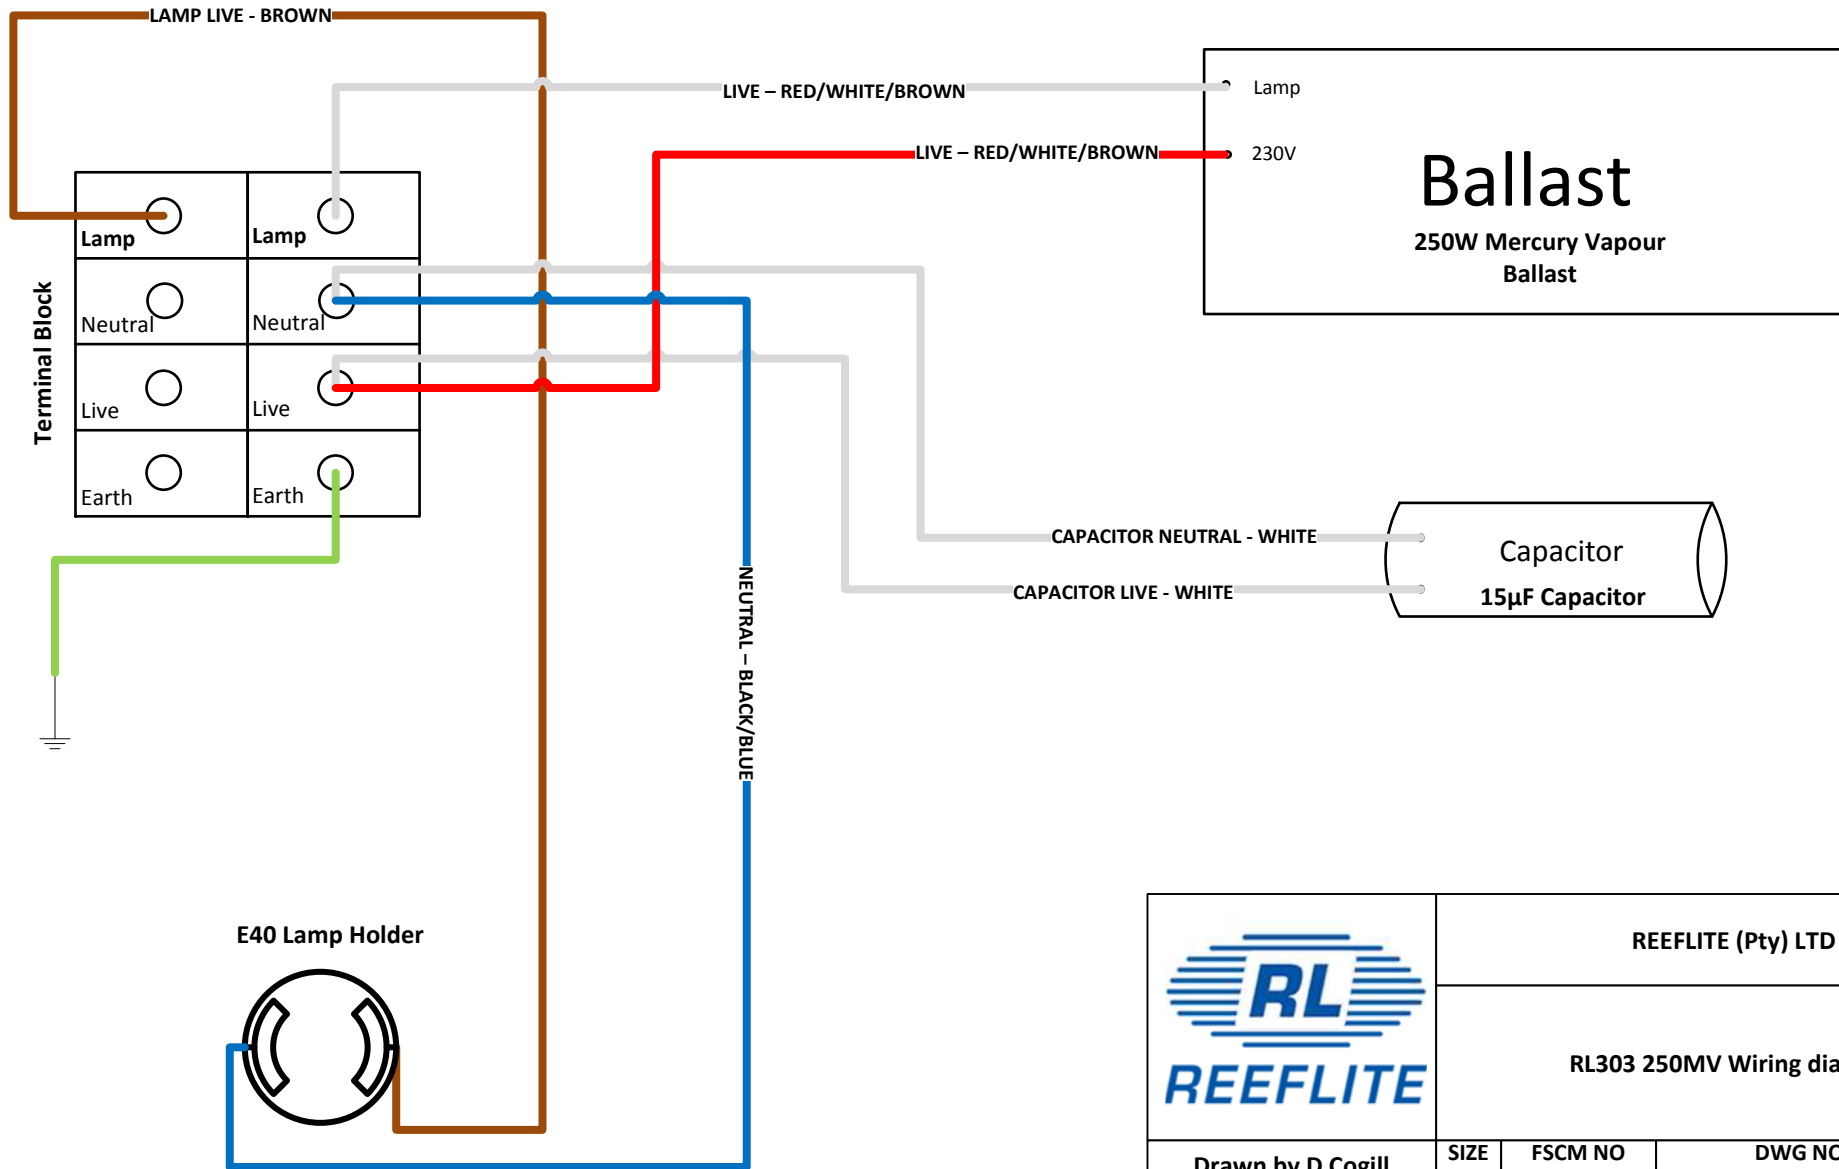 LAMP LIVE - BROWN
LIVE – RED/WHITE/BROWN
Lamp
LIVE – RED/WHITE/BROWN
230V
Ballast
250W Mercury Vapour
Ballast
Terminal Block
Lamp
Lamp
Neutral
Neutral
Live
Live
Earth
Earth
CAPACITOR NEUTRAL - WHITE
CAPACITOR LIVE - WHITE
Capacitor
15µF Capacitor
NEUTRAL – BLACK/BLUE
E40 Lamp Holder
RL
REEFLITE
REEFLITE (Pty) LTD
RL303 250MV Wiring dia
Drawn by D Cogill
SIZE
FSCM NO
DWG NO